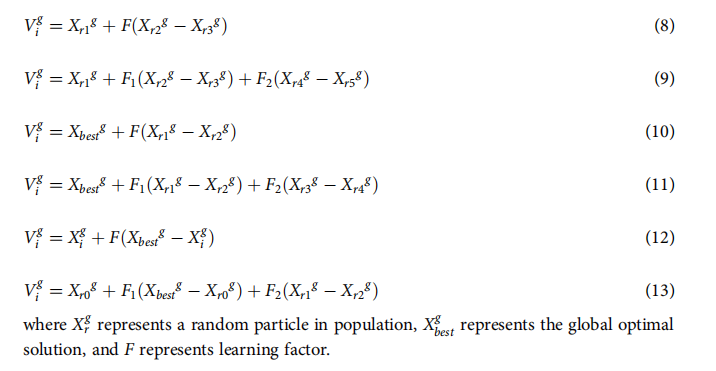 V_i^g = X_{r1}^g + F(X_{r2}^g − X_{r3}^g) (8)
V_i^g = X_{r1}^g + F_1(X_{r2}^g − X_{r3}^g) + F_2(X_{r4}^g − X_{r5}^g) (9)
V_i^g = X_{best}^g + F(X_{r1}^g − X_{r2}^g) (10)
V_i^g = X_{best}^g + F_1(X_{r1}^g − X_{r2}^g) + F_2(X_{r3}^g − X_{r4}^g) (11)
V_i^g = X_i^g + F(X_{best}^g − X_i^g) (12)
V_i^g = X_{r0}^g + F_1(X_{best}^g − X_{r0}^g) + F_2(X_{r1}^g − X_{r2}^g) (13)
where X_r^g represents a random particle in population, X_{best}^g represents the global optimal
solution, and F represents learning factor.